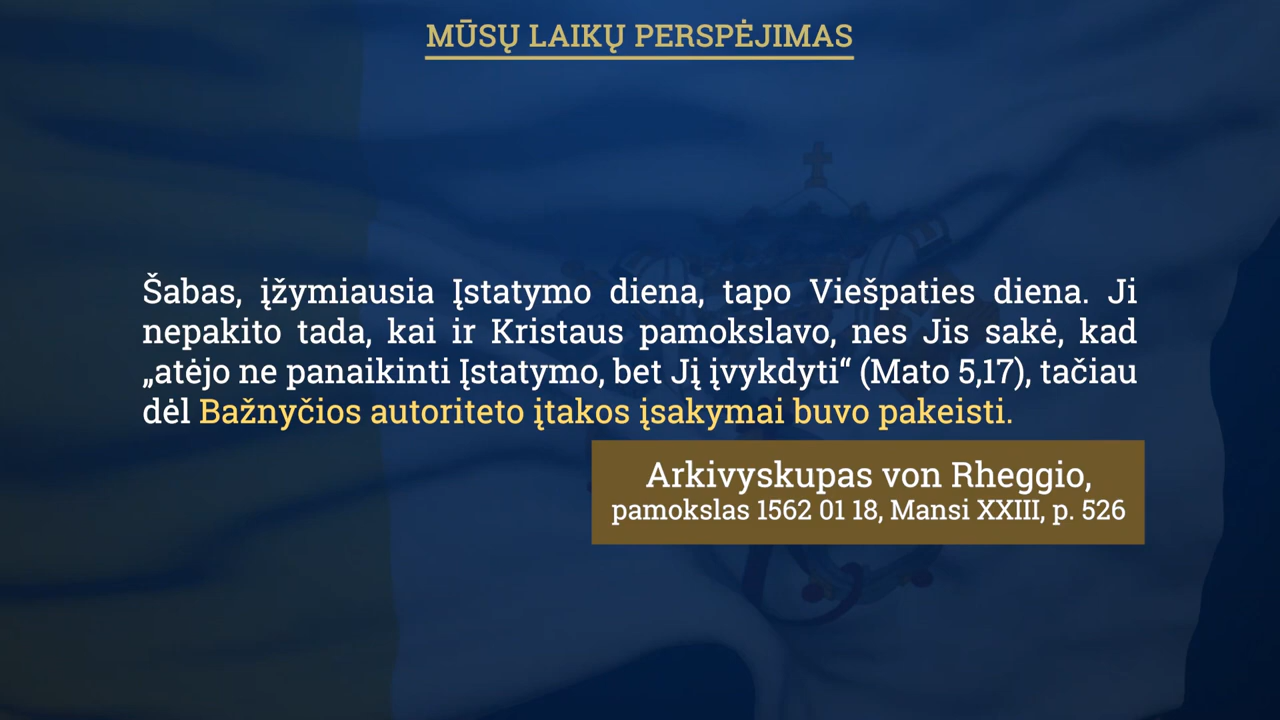 MŪSŲ LAIKŲ PERSPĖJIMAS
Šabas, įžymiausia Įstatymo diena, tapo Viešpaties diena. Ji
nepakito tada, kai ir Kristaus pamokslavo, nes Jis sakė, kad
„atėjo ne panaikinti Įstatymo, bet Jį įvykdyti“ (Mato 5,17), tačiau
dėl Bažnyčios autoriteto įtakos įsakymai buvo pakeisti.
Arkivyskupas von Rheggio,
pamokslas 1562 01 18, Mansi XXIII, p. 526